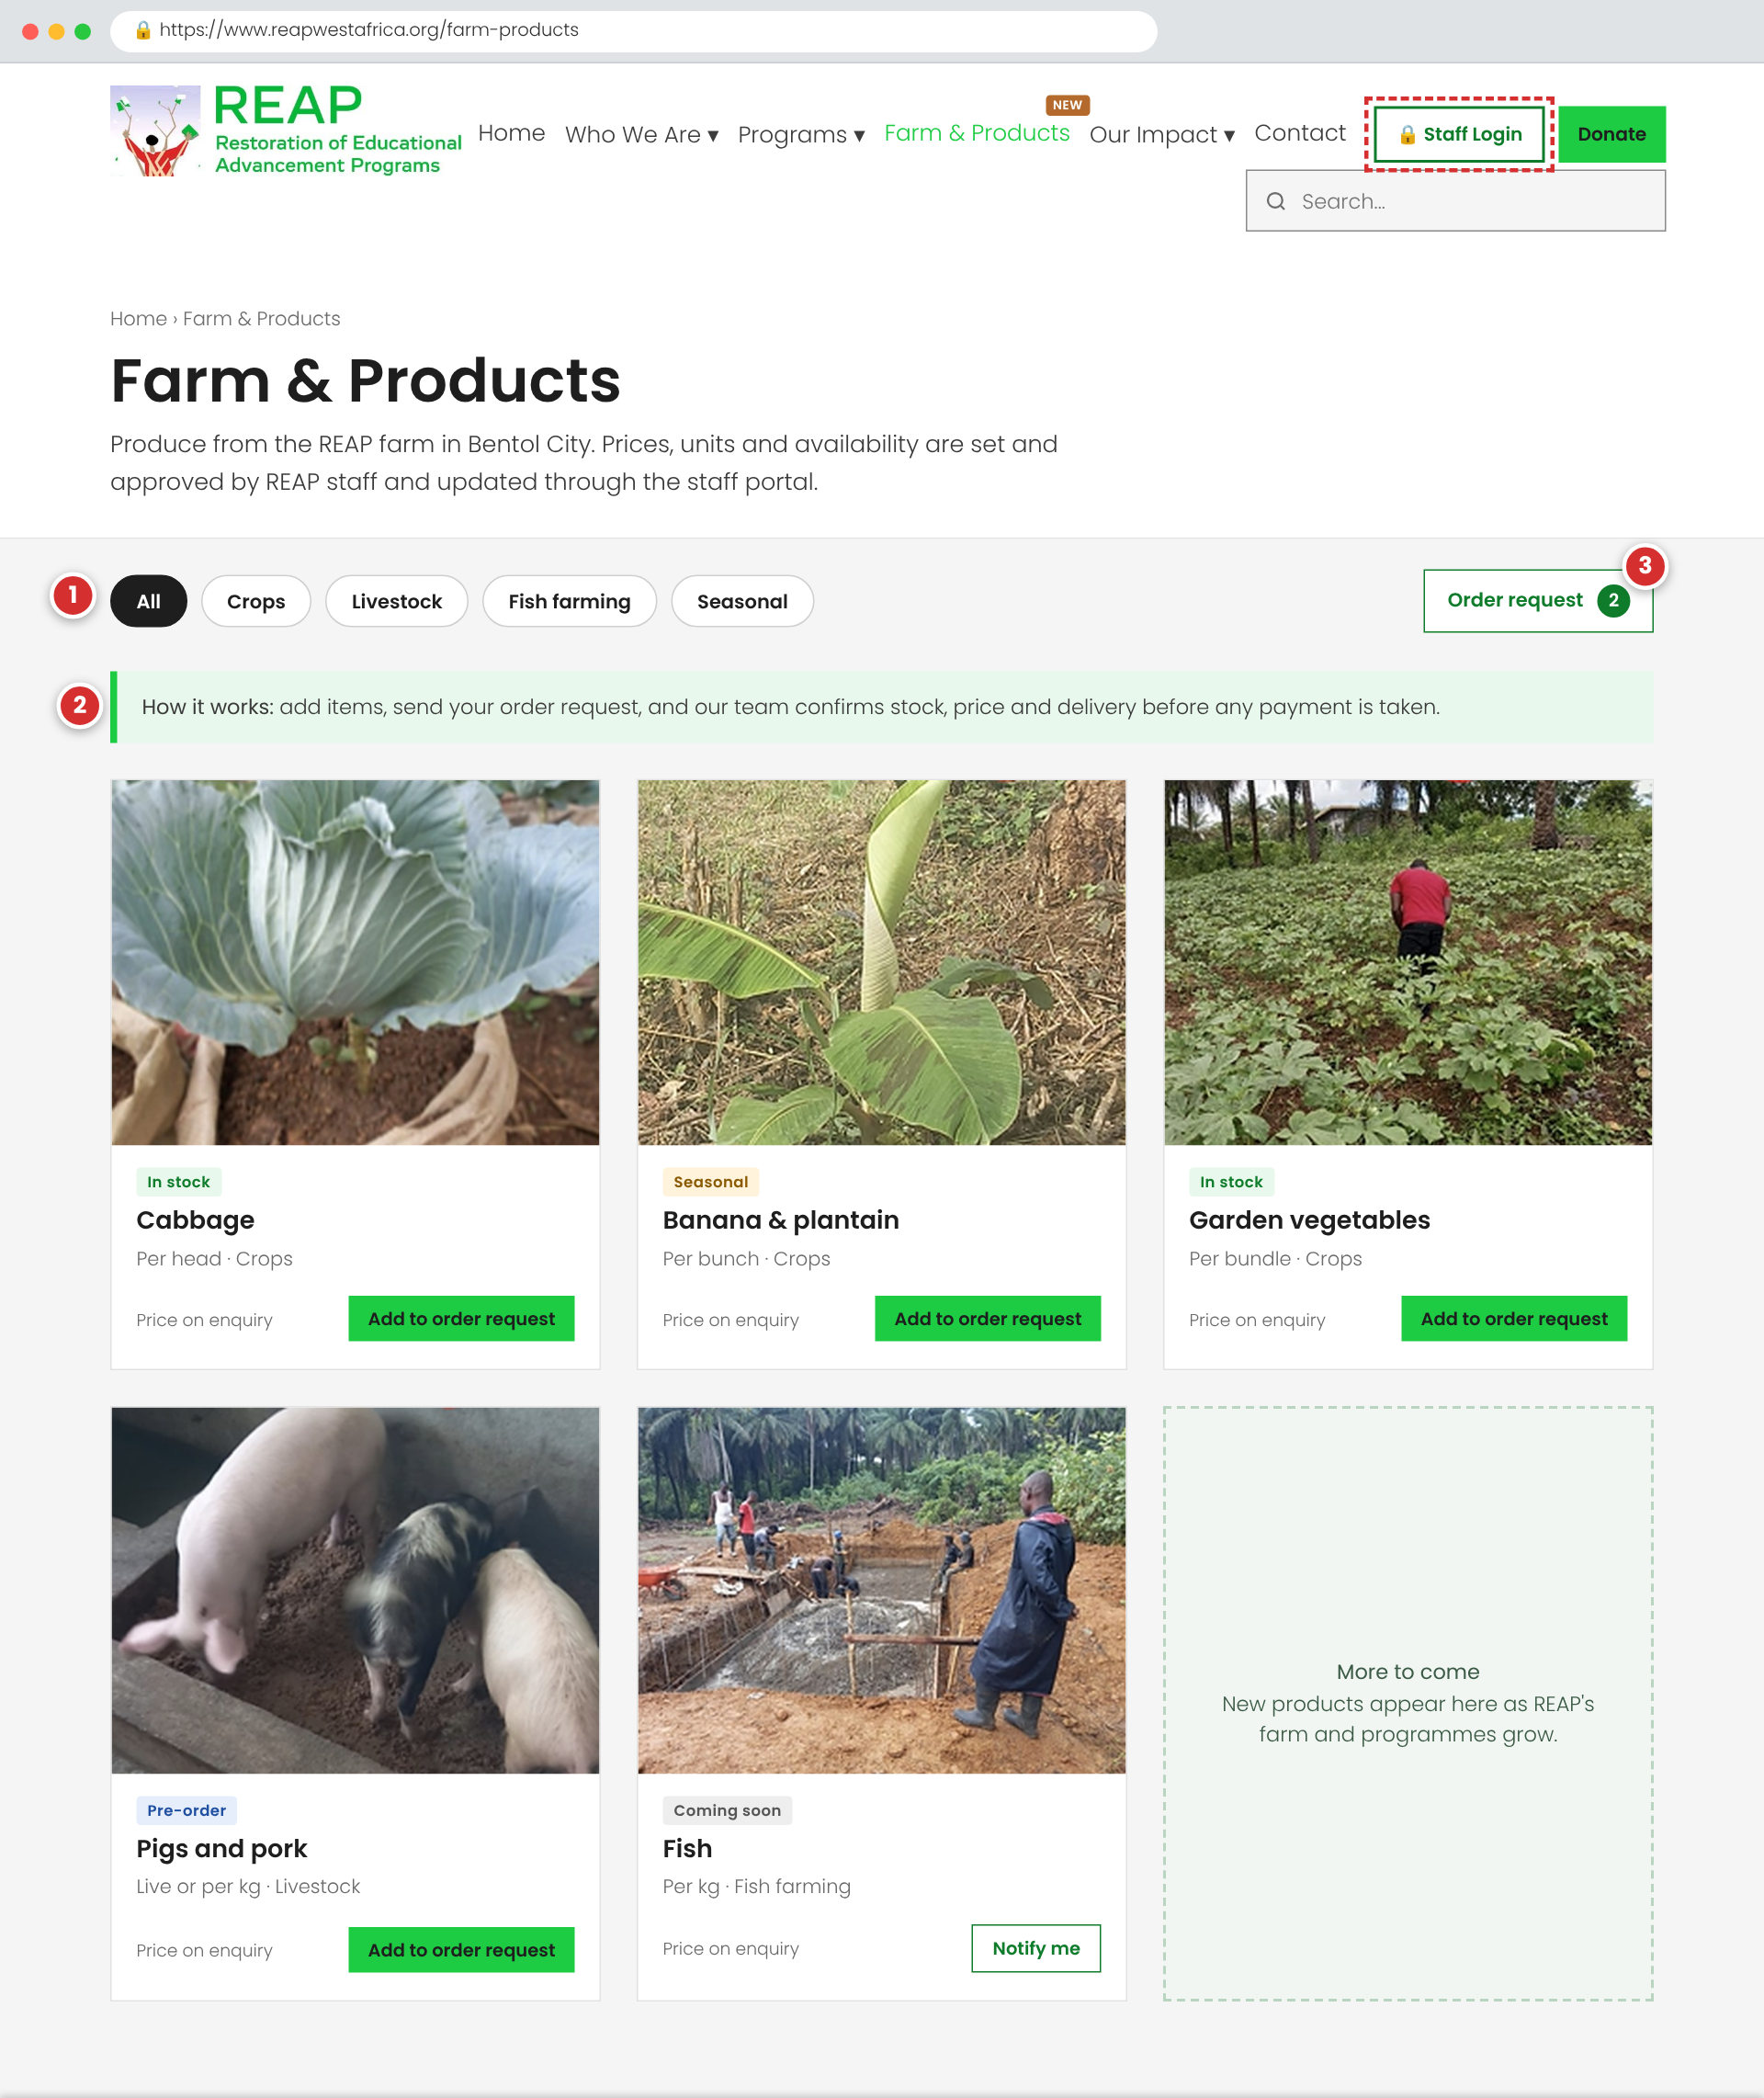 🔒 https://www.reapwestafrica.org/farm-products
REAP
Restoration of Educational
Advancement Programs
Home
Who We Are ▾
Programs ▾
Farm & Products
NEW
Our Impact ▾
Contact
🔒 Staff Login
Donate
Search...
Home › Farm & Products
Farm & Products
Produce from the REAP farm in Bentol City. Prices, units and availability are set and
approved by REAP staff and updated through the staff portal.
1
All
Crops
Livestock
Fish farming
Seasonal
Order request 2
3
2
How it works: add items, send your order request, and our team confirms stock, price and delivery before any payment is taken.
In stock
Cabbage
Per head · Crops
Price on enquiry
Add to order request
Seasonal
Banana & plantain
Per bunch · Crops
Price on enquiry
Add to order request
In stock
Garden vegetables
Per bundle · Crops
Price on enquiry
Add to order request
Pre-order
Pigs and pork
Live or per kg · Livestock
Price on enquiry
Add to order request
Coming soon
Fish
Per kg · Fish farming
Price on enquiry
Notify me
More to come
New products appear here as REAP's
farm and programmes grow.